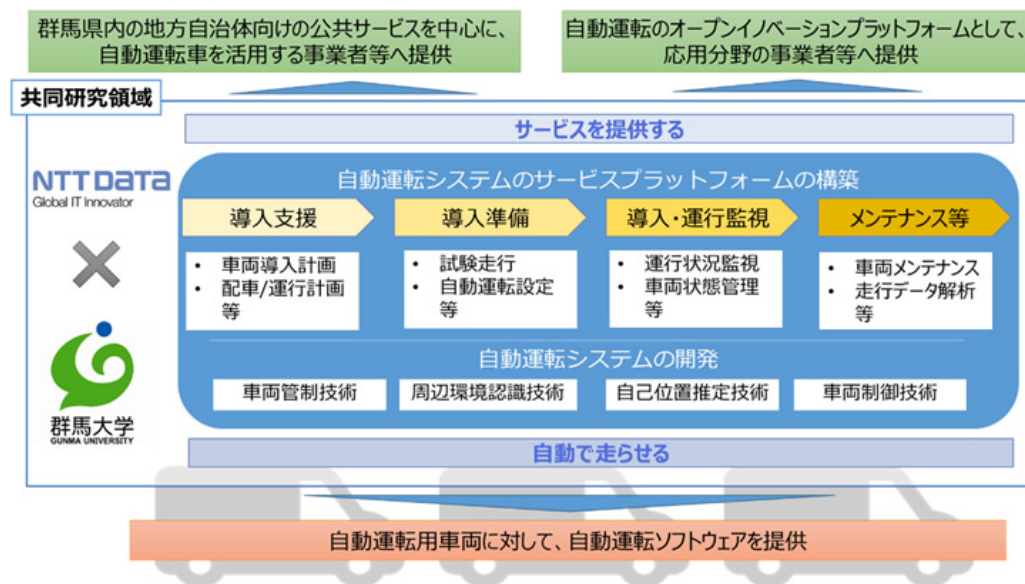 群馬県内の地方自治体向けの公共サービスを中心に、
自動運転車を活用する事業者等へ提供
自動運転のオープンイノベーションプラットフォームとして、
応用分野の事業者等へ提供
共同研究領域
サービスを提供する
NTT DATA
Global IT Innovator
自動運転システムのサービスプラットフォームの構築
導入支援
導入準備
導入・運行監視
メンテナンス等
• 車両導入計画
• 配車/運行計画
等
• 試験走行
• 自動運転設定
等
• 運行状況監視
• 車両状態管理
等
• 車両メンテナンス
• 走行データ解析
等
自動運転システムの開発
車両管制技術
周辺環境認識技術
自己位置推定技術
車両制御技術
群馬大学
GUNMA UNIVERSITY
自動で走らせる
自動運転用車両に対して、自動運転ソフトウェアを提供